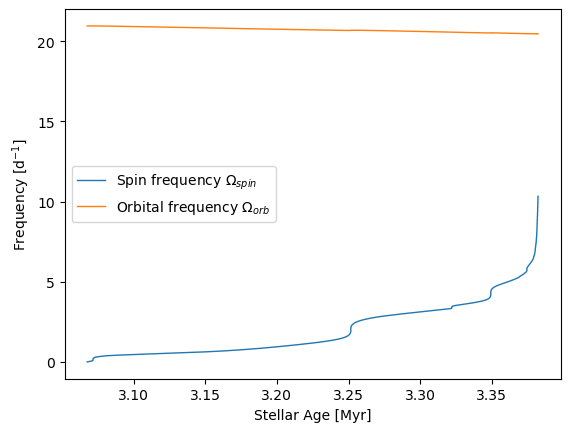 20
15
10
5
0
Frequency [d⁻¹]
Spin frequency Ω_spin
Orbital frequency Ω_orb
3.10 3.15 3.20 3.25 3.30 3.35
Stellar Age [Myr]